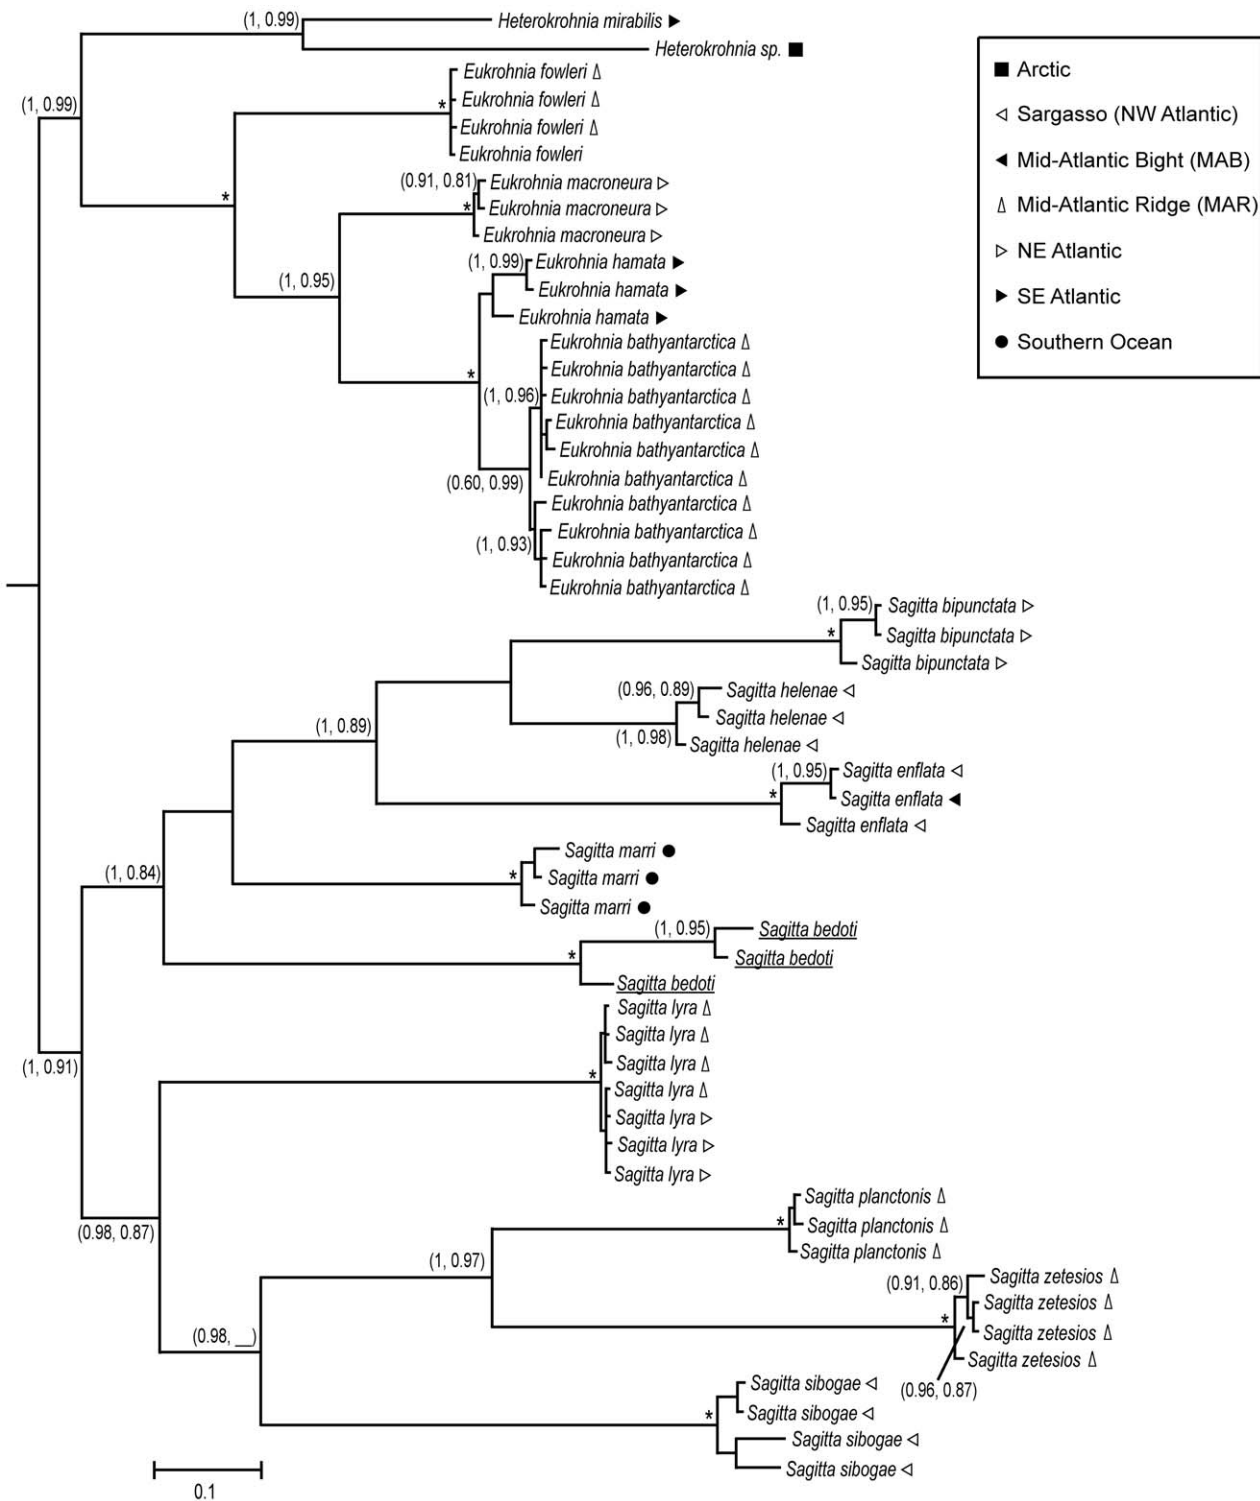 (1, 0.99)
Heterokrohnia mirabilis ►
Heterokrohnia sp. ■
(1, 0.99)
Eukrohnia fowleri △
Eukrohnia fowleri △
*
Eukrohnia fowleri △
Eukrohnia fowleri
*
(0.91, 0.81)
Eukrohnia macroneura ▷
*
Eukrohnia macroneura ▷
Eukrohnia macroneura ▷
(1, 0.95)
(1, 0.99)
Eukrohnia hamata ►
Eukrohnia hamata ►
Eukrohnia hamata ►
*
Eukrohnia bathyantarctica △
Eukrohnia bathyantarctica △
(1, 0.96)
Eukrohnia bathyantarctica △
Eukrohnia bathyantarctica △
Eukrohnia bathyantarctica △
(0.60, 0.99)
Eukrohnia bathyantarctica △
Eukrohnia bathyantarctica △
(1, 0.93)
Eukrohnia bathyantarctica △
Eukrohnia bathyantarctica △
Eukrohnia bathyantarctica △
(1, 0.95)
Sagitta bipunctata ▷
*
Sagitta bipunctata ▷
Sagitta bipunctata ▷
(0.96, 0.89)
Sagitta helenae ◁
Sagitta helenae ◁
(1, 0.98)
Sagitta helenae ◁
(1, 0.89)
(1, 0.95)
Sagitta enflata ◁
*
Sagitta enflata ◄
Sagitta enflata ◁
(1, 0.84)
Sagitta marri ●
*
Sagitta marri ●
Sagitta marri ●
(1, 0.95)
Sagitta bedoti
*
Sagitta bedoti
Sagitta bedoti
(1, 0.91)
Sagitta lyra △
Sagitta lyra △
Sagitta lyra △
*
Sagitta lyra △
Sagitta lyra ▷
Sagitta lyra ▷
Sagitta lyra ▷
(0.98, 0.87)
Sagitta planctonis △
*
Sagitta planctonis △
Sagitta planctonis △
(1, 0.97)
(0.91, 0.86)
Sagitta zetesios △
Sagitta zetesios △
*
Sagitta zetesios △
Sagitta zetesios △
(0.96, 0.87)
(0.98, __)
Sagitta sibogae ◁
*
Sagitta sibogae ◁
Sagitta sibogae ◁
Sagitta sibogae ◁
0.1
■ Arctic
◁ Sargasso (NW Atlantic)
◄ Mid-Atlantic Bight (MAB)
△ Mid-Atlantic Ridge (MAR)
▷ NE Atlantic
► SE Atlantic
● Southern Ocean